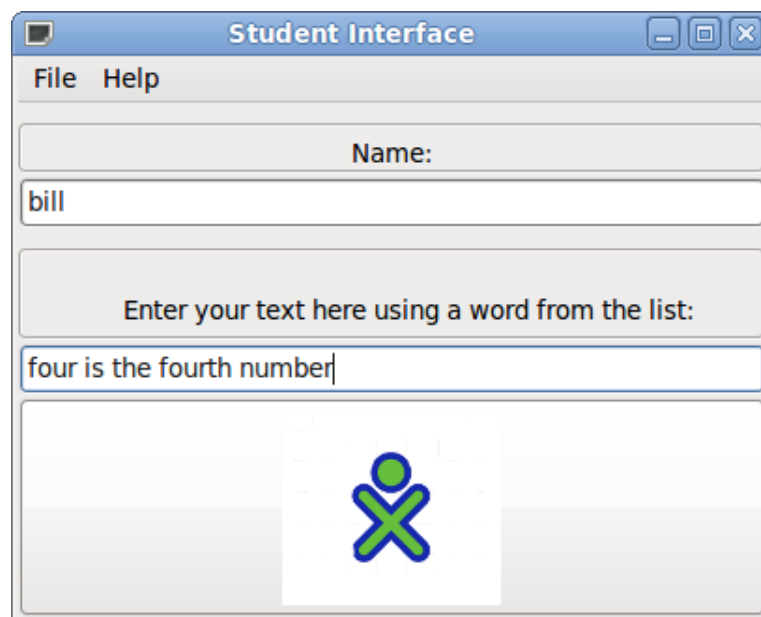 Student Interface
File Help
Name:
bill
Enter your text here using a word from the list:
four is the fourth number